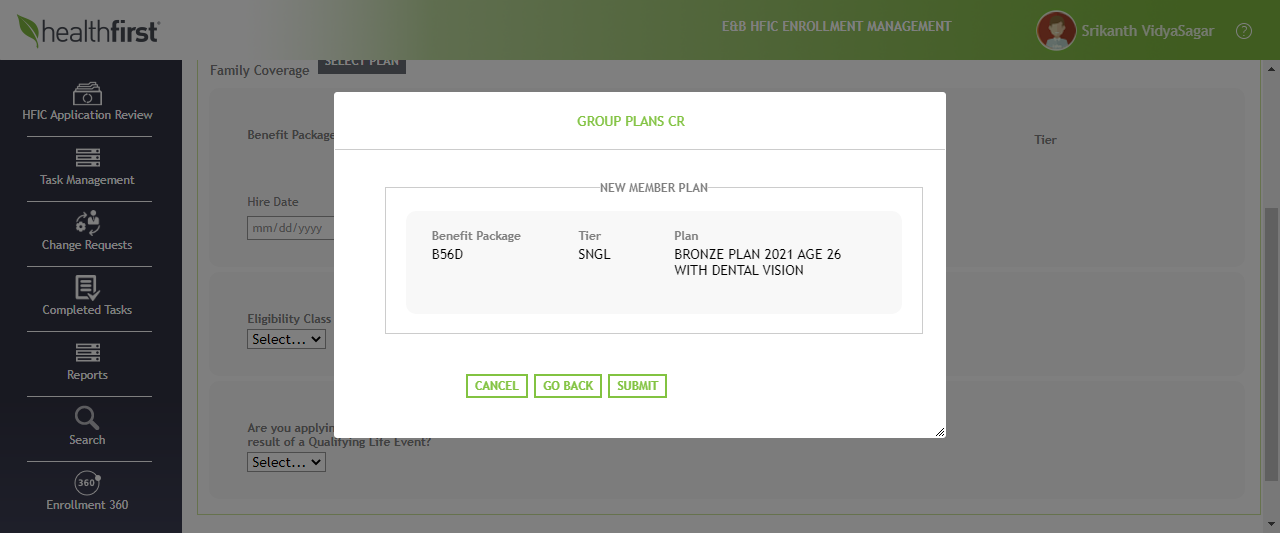 healthfirst
E&B HFIC ENROLLMENT MANAGEMENT
Srikanth VidyaSagar
?
HFIC Application Review
Task Management
Change Requests
Completed Tasks
Reports
Search
360
Enrollment 360
Family Coverage
SELECT PLAN
Benefit Package
Tier
Hire Date
mm/dd/yyyy
Eligibility Class
Select...
Are you applyin
result of a Qualifying Life Event?
Select...
GROUP PLANS CR
NEW MEMBER PLAN
Benefit Package
Tier
Plan
B56D
SNGL
BRONZE PLAN 2021 AGE 26
WITH DENTAL VISION
CANCEL
GO BACK
SUBMIT